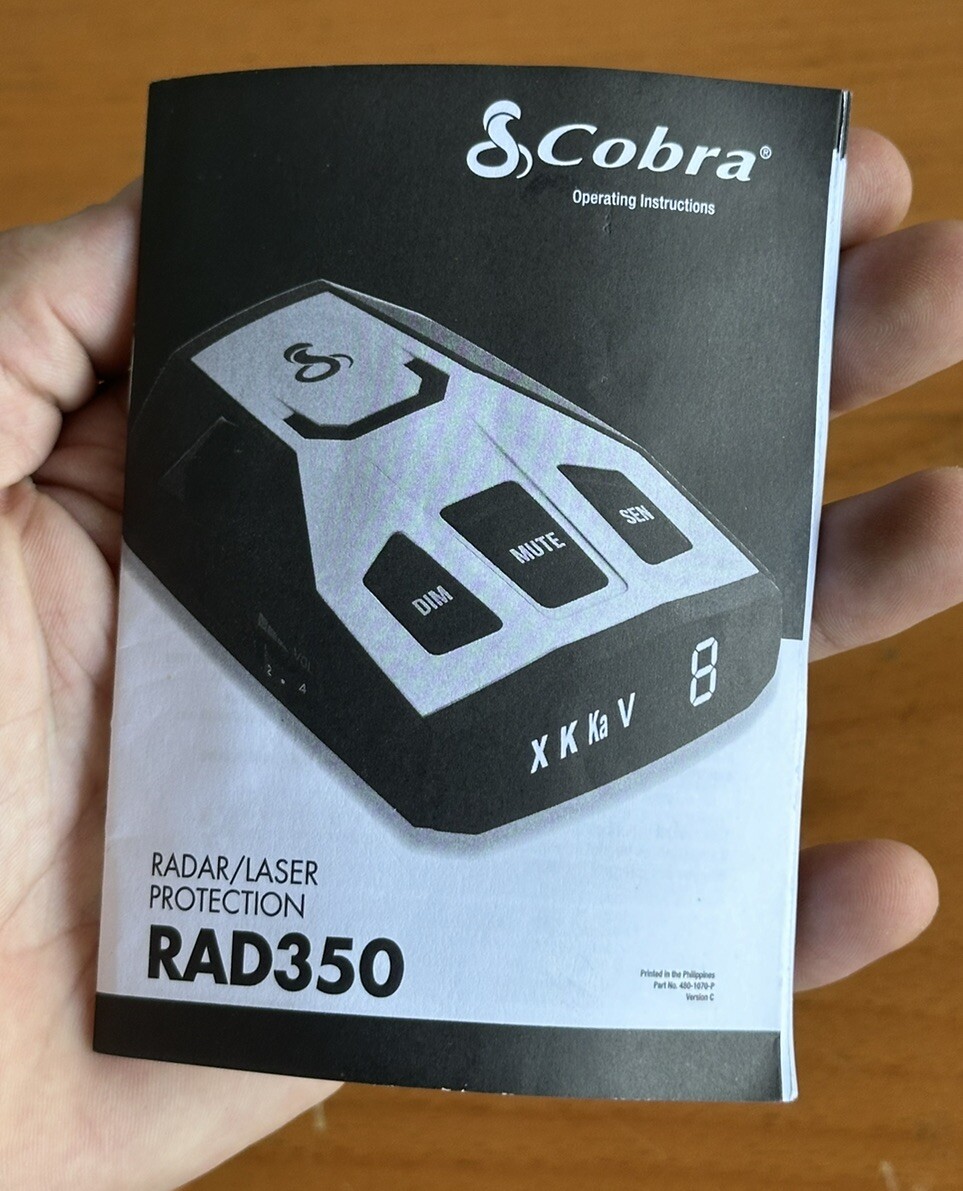 Cobra®
Operating Instructions
DIM
MUTE
SEN
VOL
2 • 4
X K Ka V
8
RADAR/LASER
PROTECTION
RAD350
Printed in the Philippines
Part No. 480-1070-P
Version C